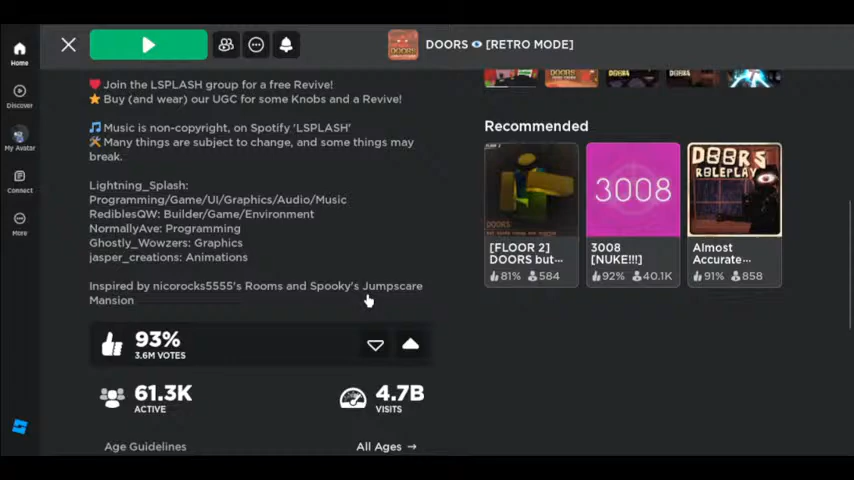 DOORS 👁 [RETRO MODE]
Home
Discover
My Avatar
Connect
More
❤️ Join the LSPLASH group for a free Revive!
⭐ Buy (and wear) our UGC for some Knobs and a Revive!
🎵 Music is non-copyright, on Spotify 'LSPLASH'
🛠 Many things are subject to change, and some things may
break.
Lightning_Splash:
Programming/Game/UI/Graphics/Audio/Music
RediblesQW: Builder/Game/Environment
NormallyAve: Programming
Ghostly_Wowzers: Graphics
jasper_creations: Animations
Inspired by nicorocks5555's Rooms and Spooky's Jumpscare
Mansion
93%
3.6M VOTES
61.3K
ACTIVE
4.7B
VISITS
Age Guidelines
All Ages →
Recommended
DOORS
[FLOOR 2]
DOORS but...
81% 584
3008
3008
[NUKE!!!]
92% 40.1K
DOORS
ROLEPLAY
Almost
Accurate...
91% 858